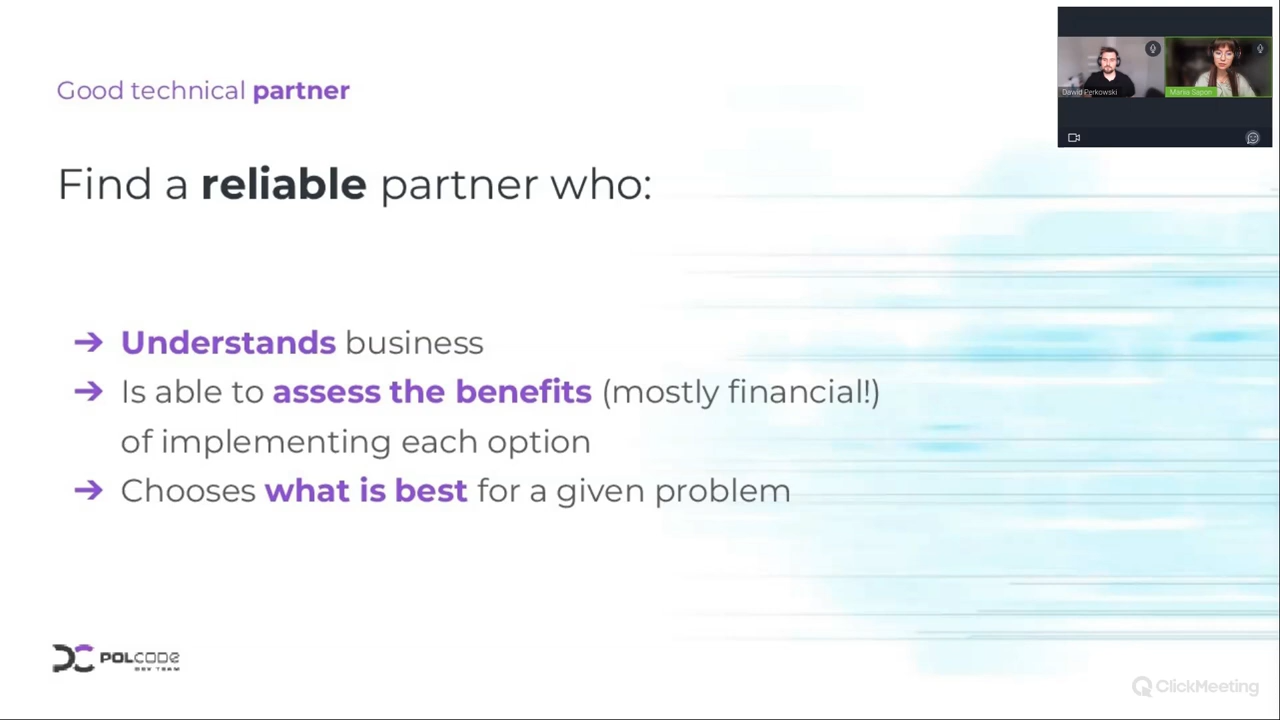 Good technical partner
Find a reliable partner who:
➔ Understands business
➔ Is able to assess the benefits (mostly financial!)
of implementing each option
➔ Chooses what is best for a given problem
Dawid Perkowski
Mariia Sapon
POLCODE
DEV TEAM
ClickMeeting